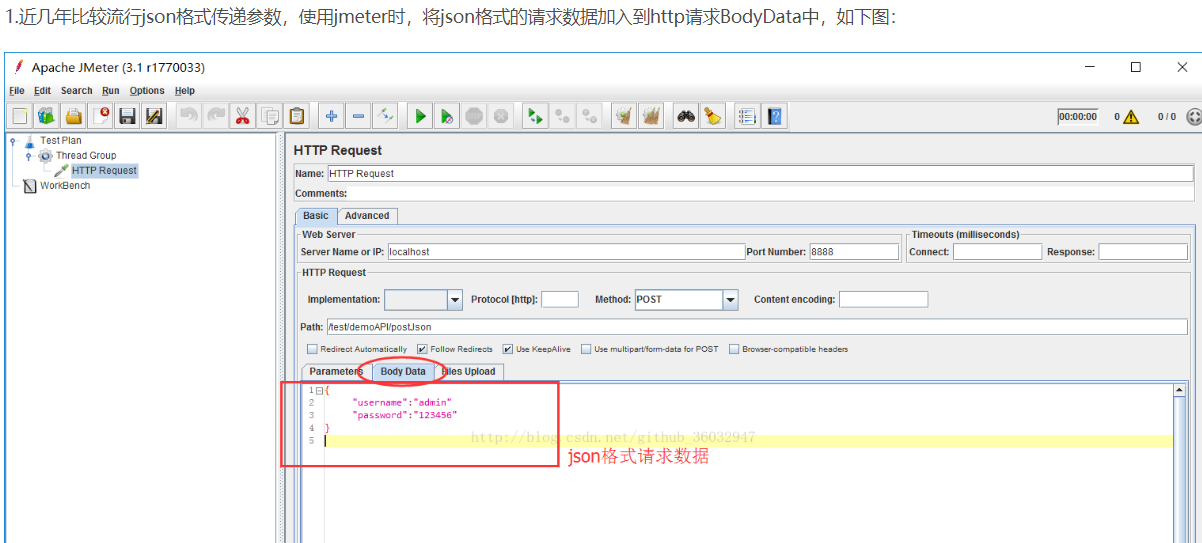 1.近几年比较流行json格式传递参数，使用jmeter时，将json格式的请求数据加入到http请求BodyData中，如下图：
Apache JMeter (3.1 r1770033)
File Edit Search Run Options Help
00:00:00 0 0 / 0
Test Plan
Thread Group
HTTP Request
WorkBench
HTTP Request
Name: HTTP Request
Comments:
Basic Advanced
Web Server Timeouts (milliseconds)
Server Name or IP: localhost Port Number: 8888 Connect: Response:
HTTP Request
Implementation: Protocol [http]: Method: POST Content encoding:
Path: /test/demoAPI/postJson
Redirect Automatically Follow Redirects Use KeepAlive Use multipart/form-data for POST Browser-compatible headers
Parameters Body Data Files Upload
1 {
2 "username":"admin"
3 "password":"123456"
4 }
5
http://blog.csdn.net/github_36032947
json格式请求数据